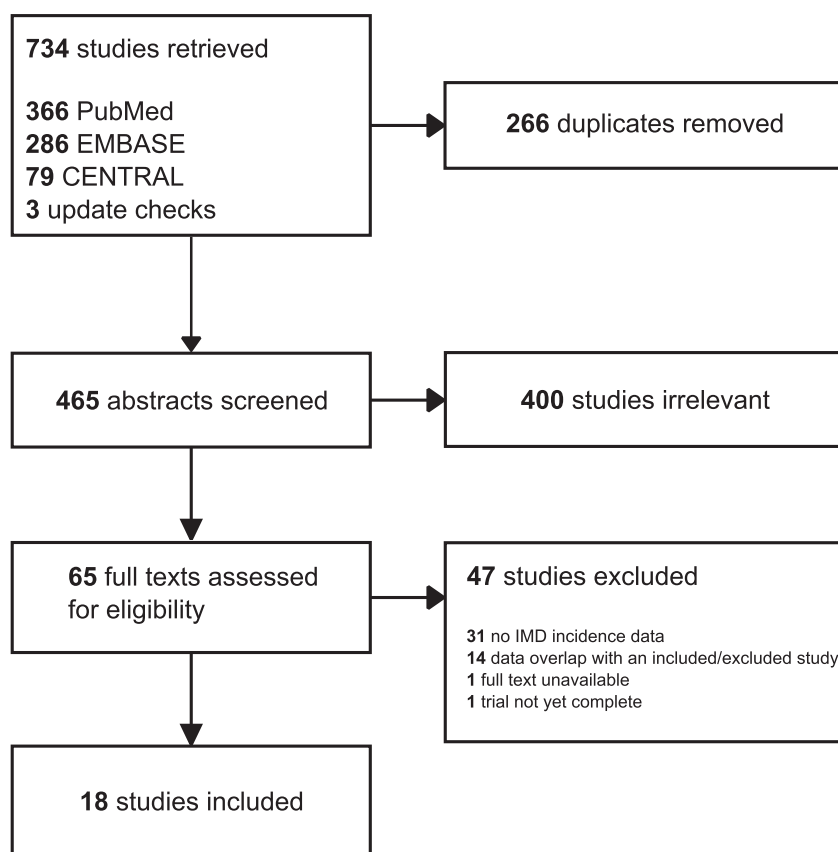 734 studies retrieved
366 PubMed
286 EMBASE
79 CENTRAL
3 update checks
266 duplicates removed
465 abstracts screened
400 studies irrelevant
65 full texts assessed
for eligibility
47 studies excluded
31 no IMD incidence data
14 data overlap with an included/excluded study
1 full text unavailable
1 trial not yet complete
18 studies included